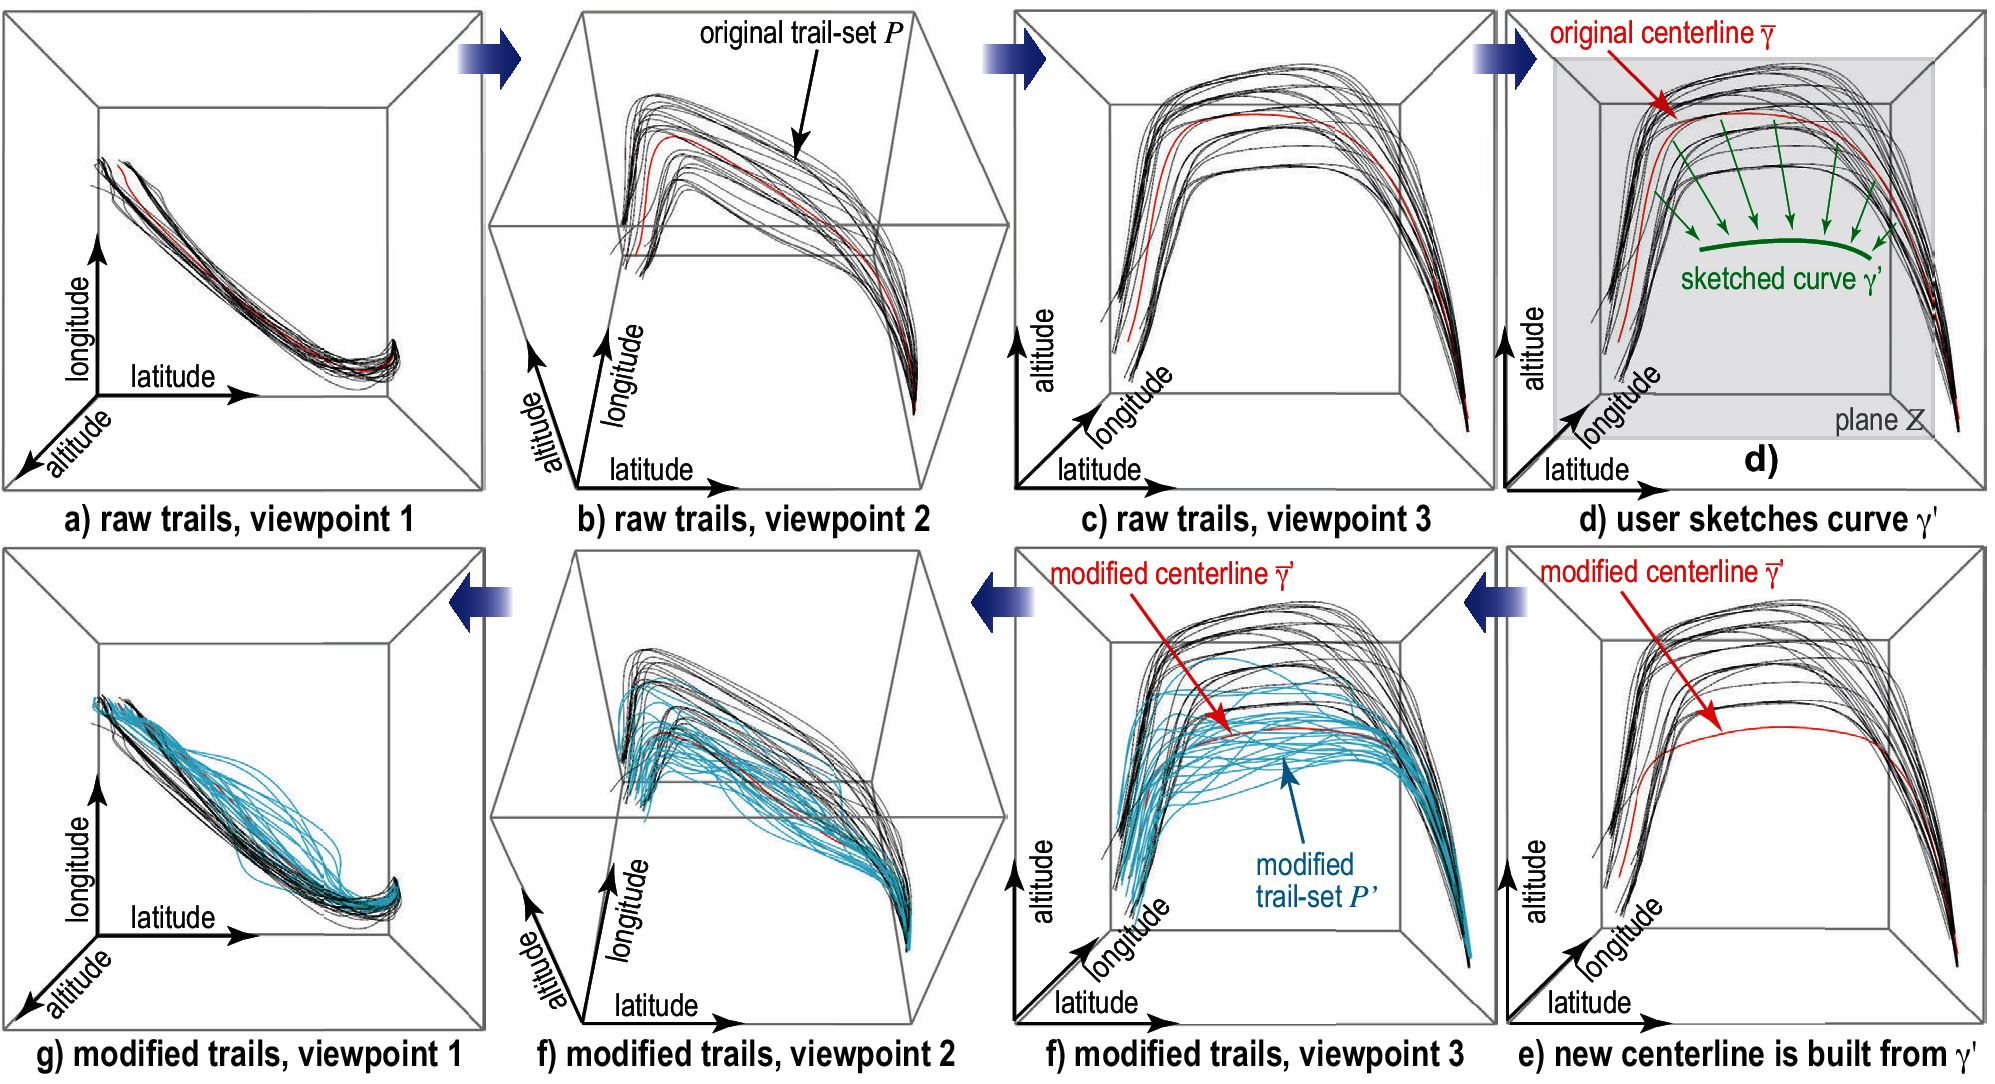 longitude
latitude
altitude
a) raw trails, viewpoint 1
original trail-set P
altitude
longitude
latitude
b) raw trails, viewpoint 2
altitude
longitude
latitude
c) raw trails, viewpoint 3
original centerline γ̅
sketched curve γ'
altitude
longitude
plane Z
latitude
d)
d) user sketches curve γ'
longitude
latitude
altitude
g) modified trails, viewpoint 1
altitude
longitude
latitude
f) modified trails, viewpoint 2
modified centerline γ̅'
modified
trail-set P'
altitude
longitude
latitude
f) modified trails, viewpoint 3
modified centerline γ̅'
altitude
longitude
latitude
e) new centerline is built from γ'